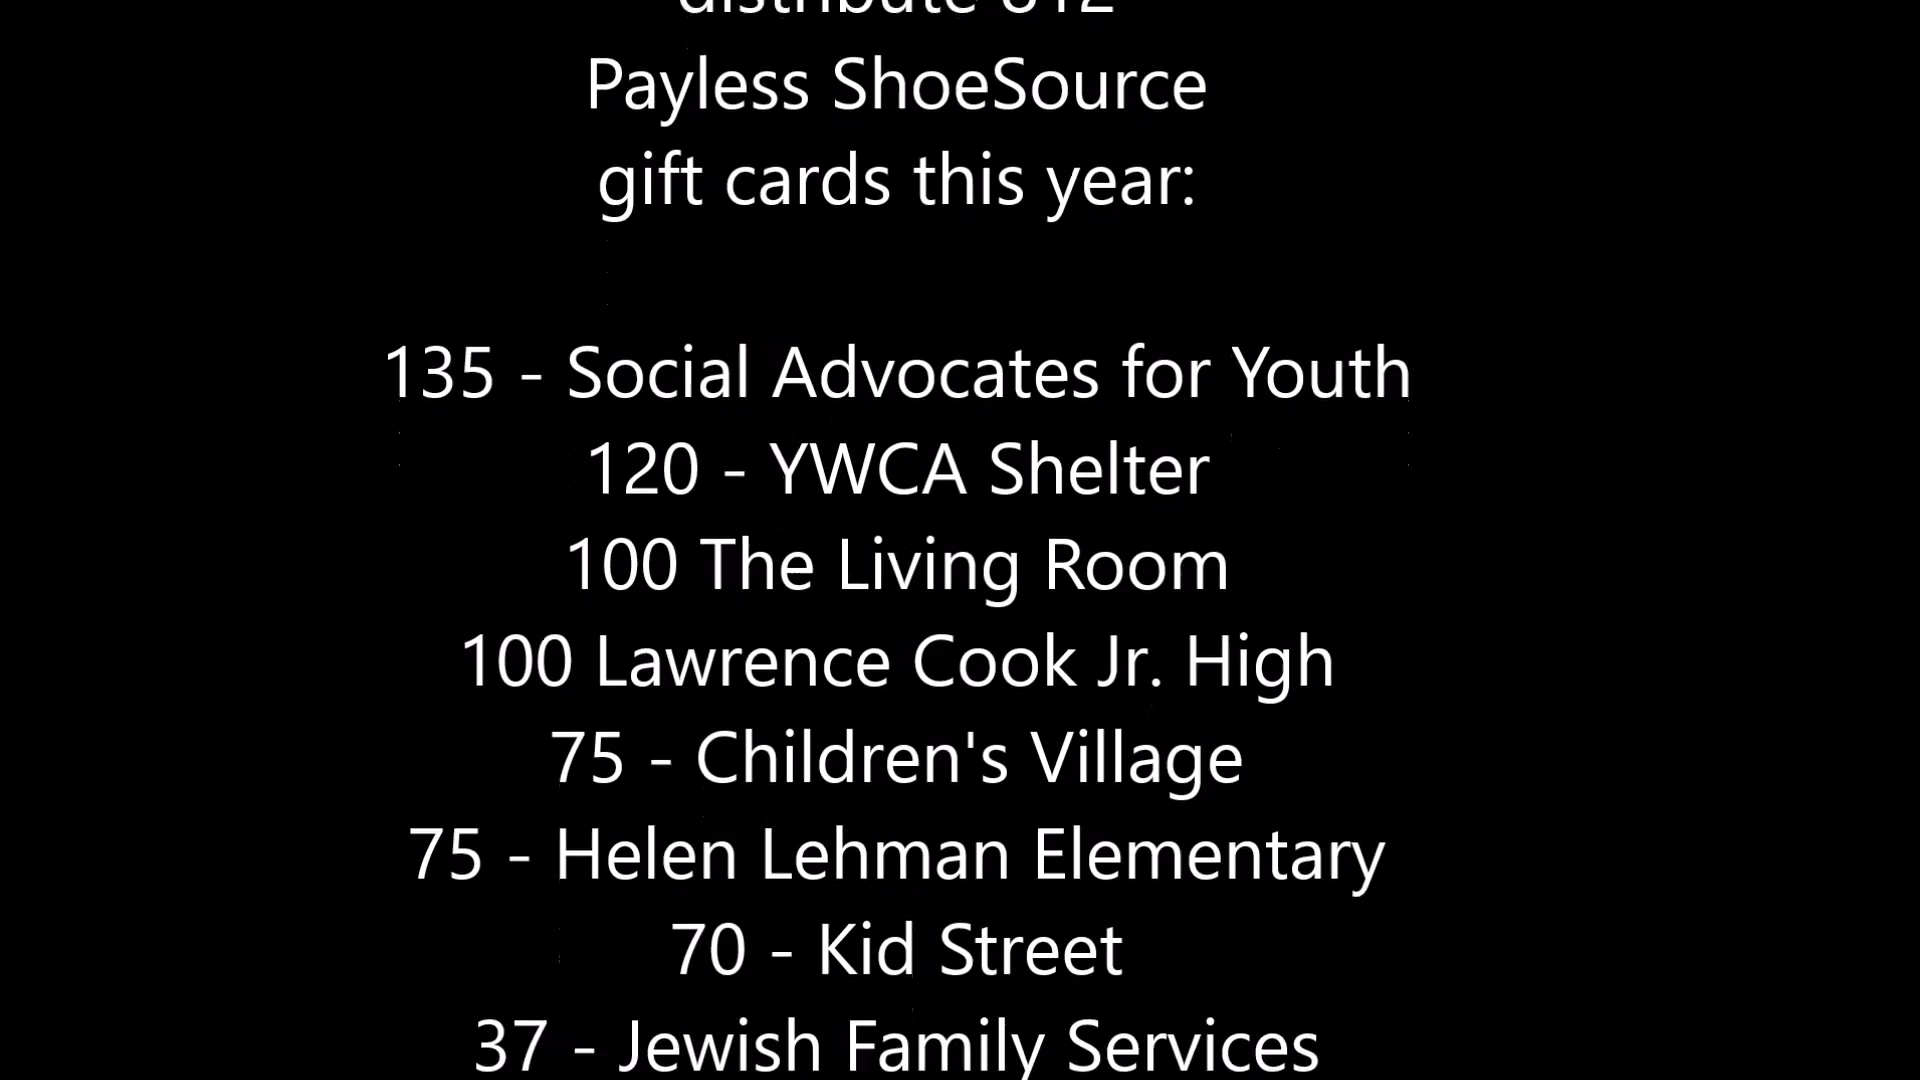 distribute 812
Payless ShoeSource
gift cards this year:
135 - Social Advocates for Youth
120 - YWCA Shelter
100 The Living Room
100 Lawrence Cook Jr. High
75 - Children's Village
75 - Helen Lehman Elementary
70 - Kid Street
37 - Jewish Family Services